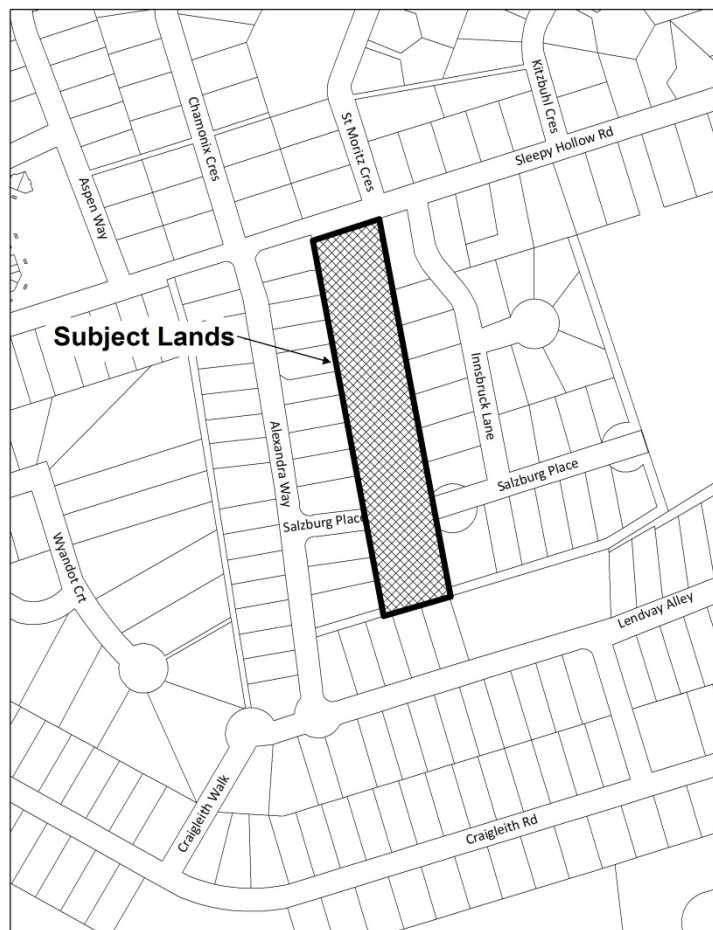 Kitzbuhl Cres
Chamonix Cres
St Moritz Cres
Sleepy Hollow Rd
Aspen Way
Subject Lands
Innsbruck Lane
Alexandra Way
Salzburg Place
Salzburg Place
Wyandot Crt
Lendvay Alley
Craigleith Walk
Craigleith Rd